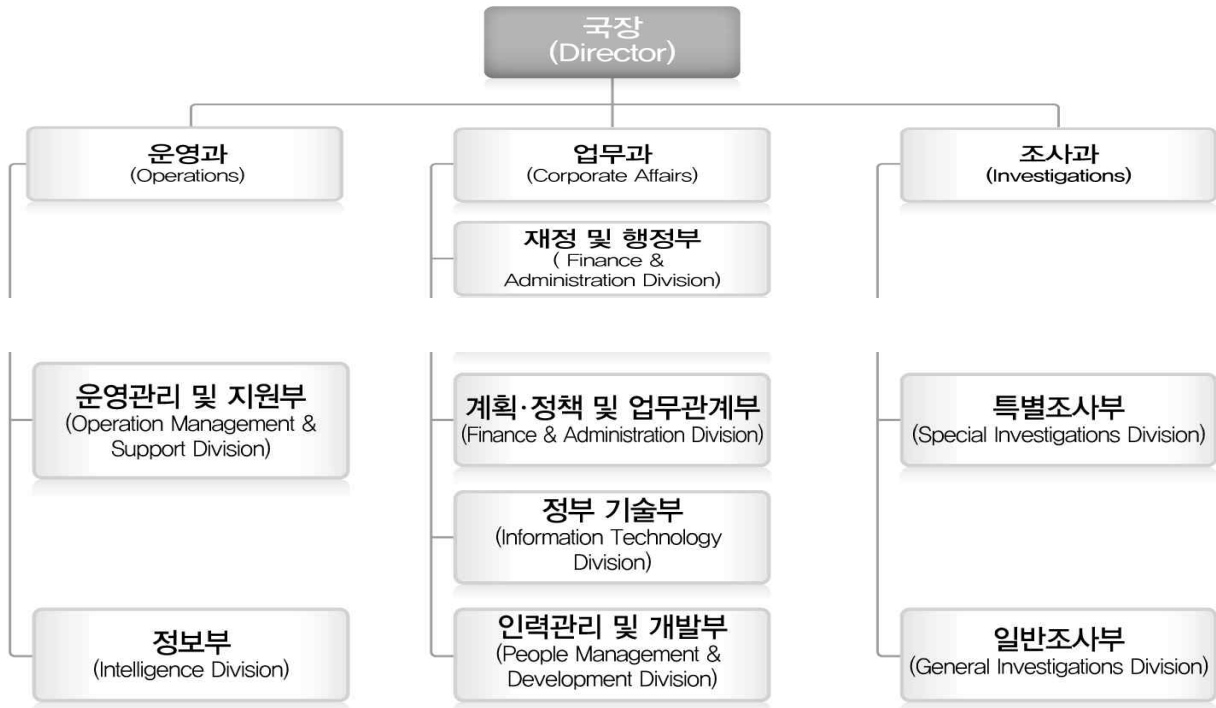 국장
(Director)
운영과
(Operations)
업무과
(Corporate Affairs)
조사과
(Investigations)
재정 및 행정부
( Finance &
Administration Division)
운영관리 및 지원부
(Operation Management &
Support Division)
계획·정책 및 업무관계부
(Finance & Administration Division)
특별조사부
(Special Investigations Division)
정부 기술부
(Information Technology
Division)
정보부
(Intelligence Division)
인력관리 및 개발부
(People Management &
Development Division)
일반조사부
(General Investigations Division)